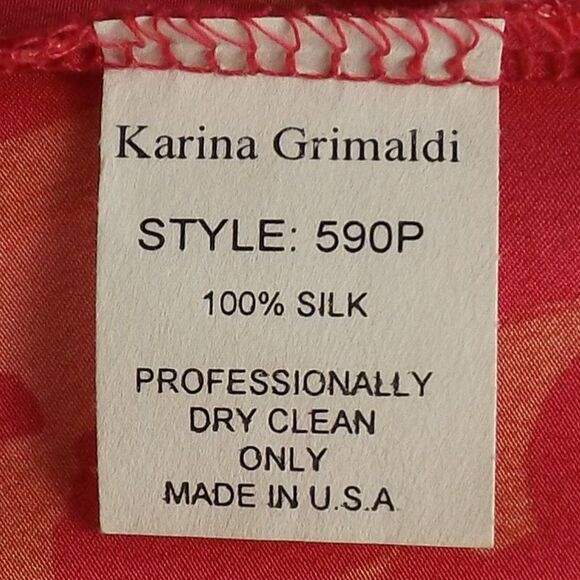 Karina Grimaldi
STYLE: 590P
100% SILK
PROFESSIONALLY
DRY CLEAN
ONLY
MADE IN U.S.A